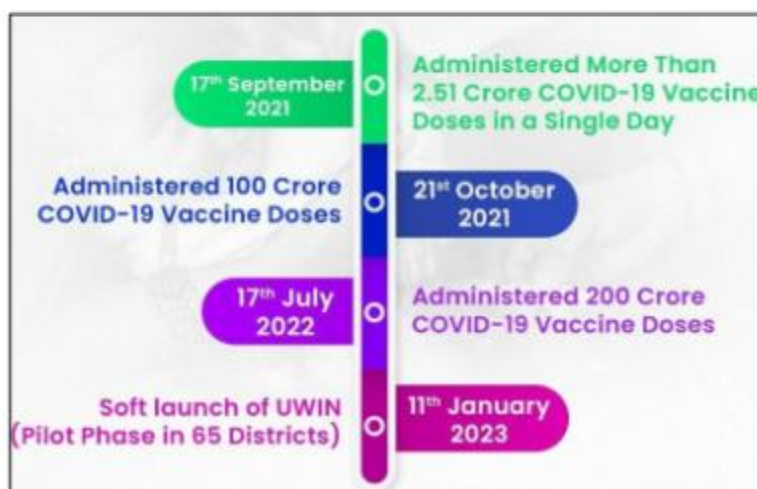 17th September
2021
Administered More Than
2.51 Crore COVID-19 Vaccine
Doses in a Single Day
Administered 100 Crore
COVID-19 Vaccine Doses
21st October
2021
17th July
2022
Administered 200 Crore
COVID-19 Vaccine Doses
Soft launch of UWIN
(Pilot Phase in 65 Districts)
11th January
2023